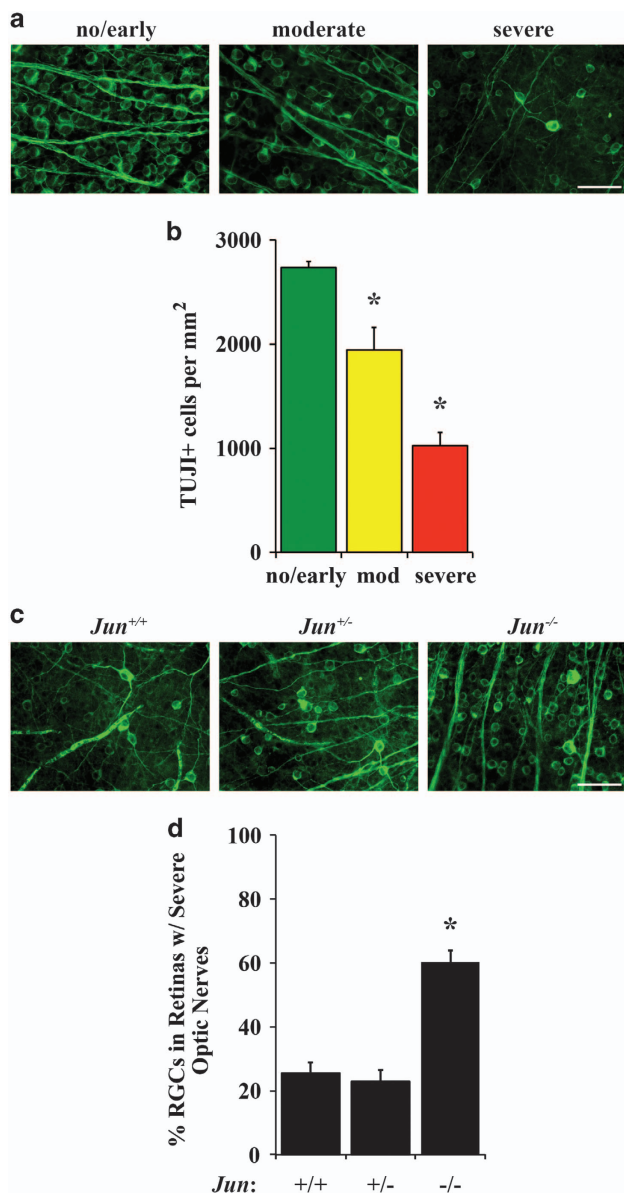 a
no/early moderate severe
b
TUJI+ cells per mm²
3000
2000
1000
0
*
*
no/early mod severe
c
Jun+/+ Jun+/- Jun-/-
d
% RGCs in Retinas w/ Severe
Optic Nerves
100
80
60
40
20
0
*
Jun: +/+ +/- -/-